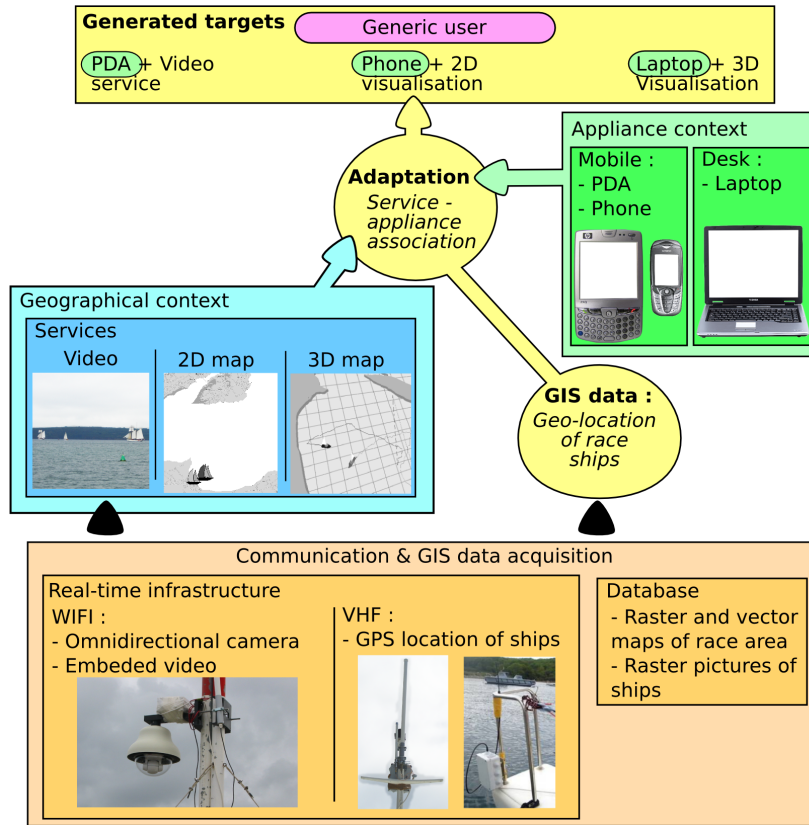 Generated targets
Generic user
PDA + Video
service
Phone + 2D
visualisation
Laptop + 3D
Visualisation
Appliance context
Mobile :
- PDA
- Phone
Desk :
- Laptop
Adaptation
Service -
appliance
association
Geographical context
Services
Video
2D map
3D map
GIS data :
Geo-location
of race
ships
Communication & GIS data acquisition
Real-time infrastructure
WIFI :
- Omnidirectional camera
- Embeded video
VHF :
- GPS location of ships
Database
- Raster and vector
maps of race area
- Raster pictures of
ships